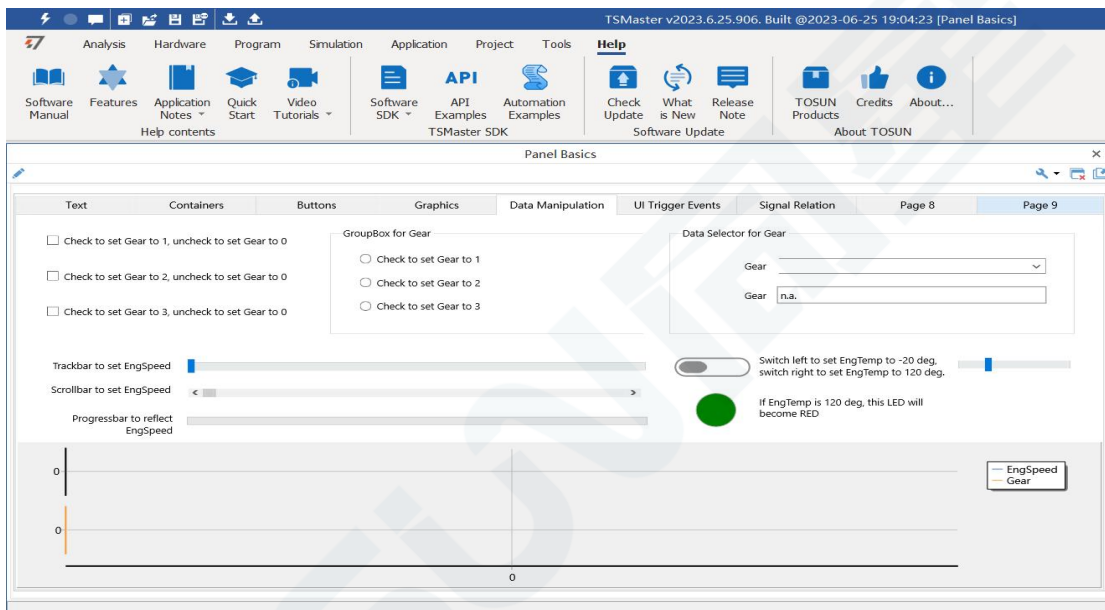 TSMaster v2023.6.25.906. Built @2023-06-25 19:04:23 [Panel Basics]
Analysis Hardware Program Simulation Application Project Tools Help
API
Software Manual
Features
Application Notes
Quick Start
Video Tutorials
Software SDK
API Examples
Automation Examples
Check Update
What is New
Release Note
TOSUN Products
Credits
About...
Help contents
TSMaster SDK
Software Update
About TOSUN
Panel Basics
Text Containers Buttons Graphics Data Manipulation UI Trigger Events Signal Relation Page 8 Page 9
Check to set Gear to 1, uncheck to set Gear to 0
Check to set Gear to 2, uncheck to set Gear to 0
Check to set Gear to 3, uncheck to set Gear to 0
GroupBox for Gear
Check to set Gear to 1
Check to set Gear to 2
Check to set Gear to 3
Data Selector for Gear
Gear
Gear n.a.
Trackbar to set EngSpeed
Scrollbar to set EngSpeed
Progressbar to reflect
EngSpeed
Switch left to set EngTemp to -20 deg,
switch right to set EngTemp to 120 deg.
If EngTemp is 120 deg, this LED will
become RED
0
0
0
EngSpeed
Gear